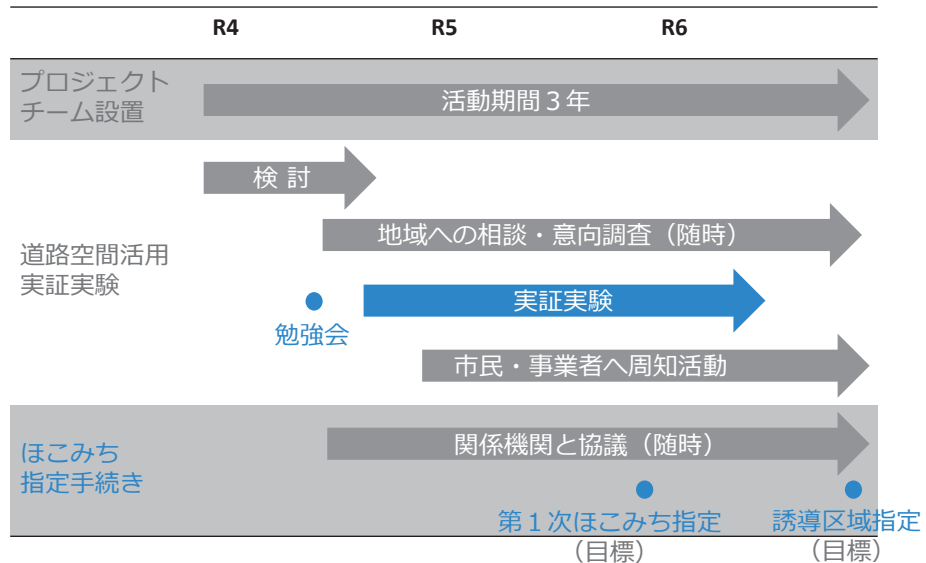 R4 R5 R6
プロジェクト
チーム設置
活動期間３年
検 討
地域への相談・意向調査（随時）
道路空間活用
実証実験
実証実験
勉強会
市民・事業者へ周知活動
関係機関と協議（随時）
ほこみち
指定手続き
第１次ほこみち指定 誘導区域指定
（目標） （目標）